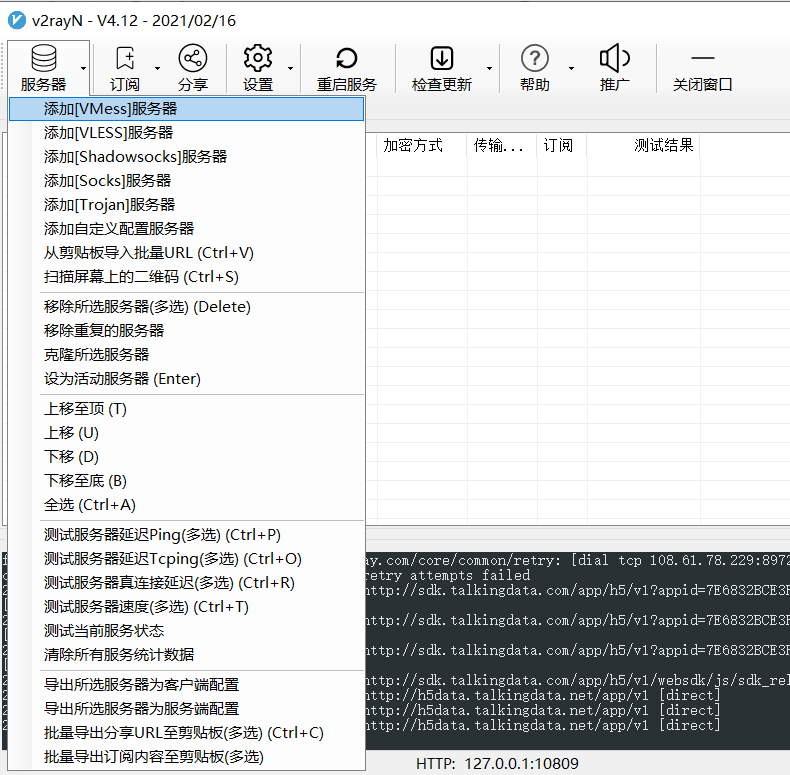 v2rayN - V4.12 - 2021/02/16
服务器 订阅 分享 设置 重启服务 检查更新 帮助 推广 关闭窗口
添加[VMess]服务器
添加[VLESS]服务器
加密方式 传输... 订阅 测试结果
添加[Shadowsocks]服务器
添加[Socks]服务器
添加[Trojan]服务器
添加自定义配置服务器
从剪贴板导入批量URL (Ctrl+V)
扫描屏幕上的二维码 (Ctrl+S)
移除所选服务器(多选) (Delete)
移除重复的服务器
克隆所选服务器
设为活动服务器 (Enter)
上移至顶 (T)
上移 (U)
下移 (D)
下移至底 (B)
全选 (Ctrl+A)
测试服务器延迟Ping(多选) (Ctrl+P)
测试服务器延迟Tcping(多选) (Ctrl+O)
测试服务器真连接延迟(多选) (Ctrl+R)
测试服务器速度(多选) (Ctrl+T)
测试当前服务状态
清除所有服务统计数据
导出所选服务器为客户端配置
导出所选服务器为服务端配置
批量导出分享URL至剪贴板(多选) (Ctrl+C)
批量导出订阅内容至剪贴板(多选)
ay.com/core/common/retry: [dial tcp 108.61.78.229:8972
retry attempts failed
http://sdk.talkingdata.com/app/h5/v1?appid=7E6832BCE3F
http://sdk.talkingdata.com/app/h5/v1?appid=7E6832BCE3F
http://sdk.talkingdata.com/app/h5/v1?appid=7E6832BCE3F
http://sdk.talkingdata.com/app/h5/v1/websdk/js/sdk_rel
http://h5data.talkingdata.net/app/v1 [direct]
http://h5data.talkingdata.net/app/v1 [direct]
http://h5data.talkingdata.net/app/v1 [direct]
HTTP: 127.0.0.1:10809